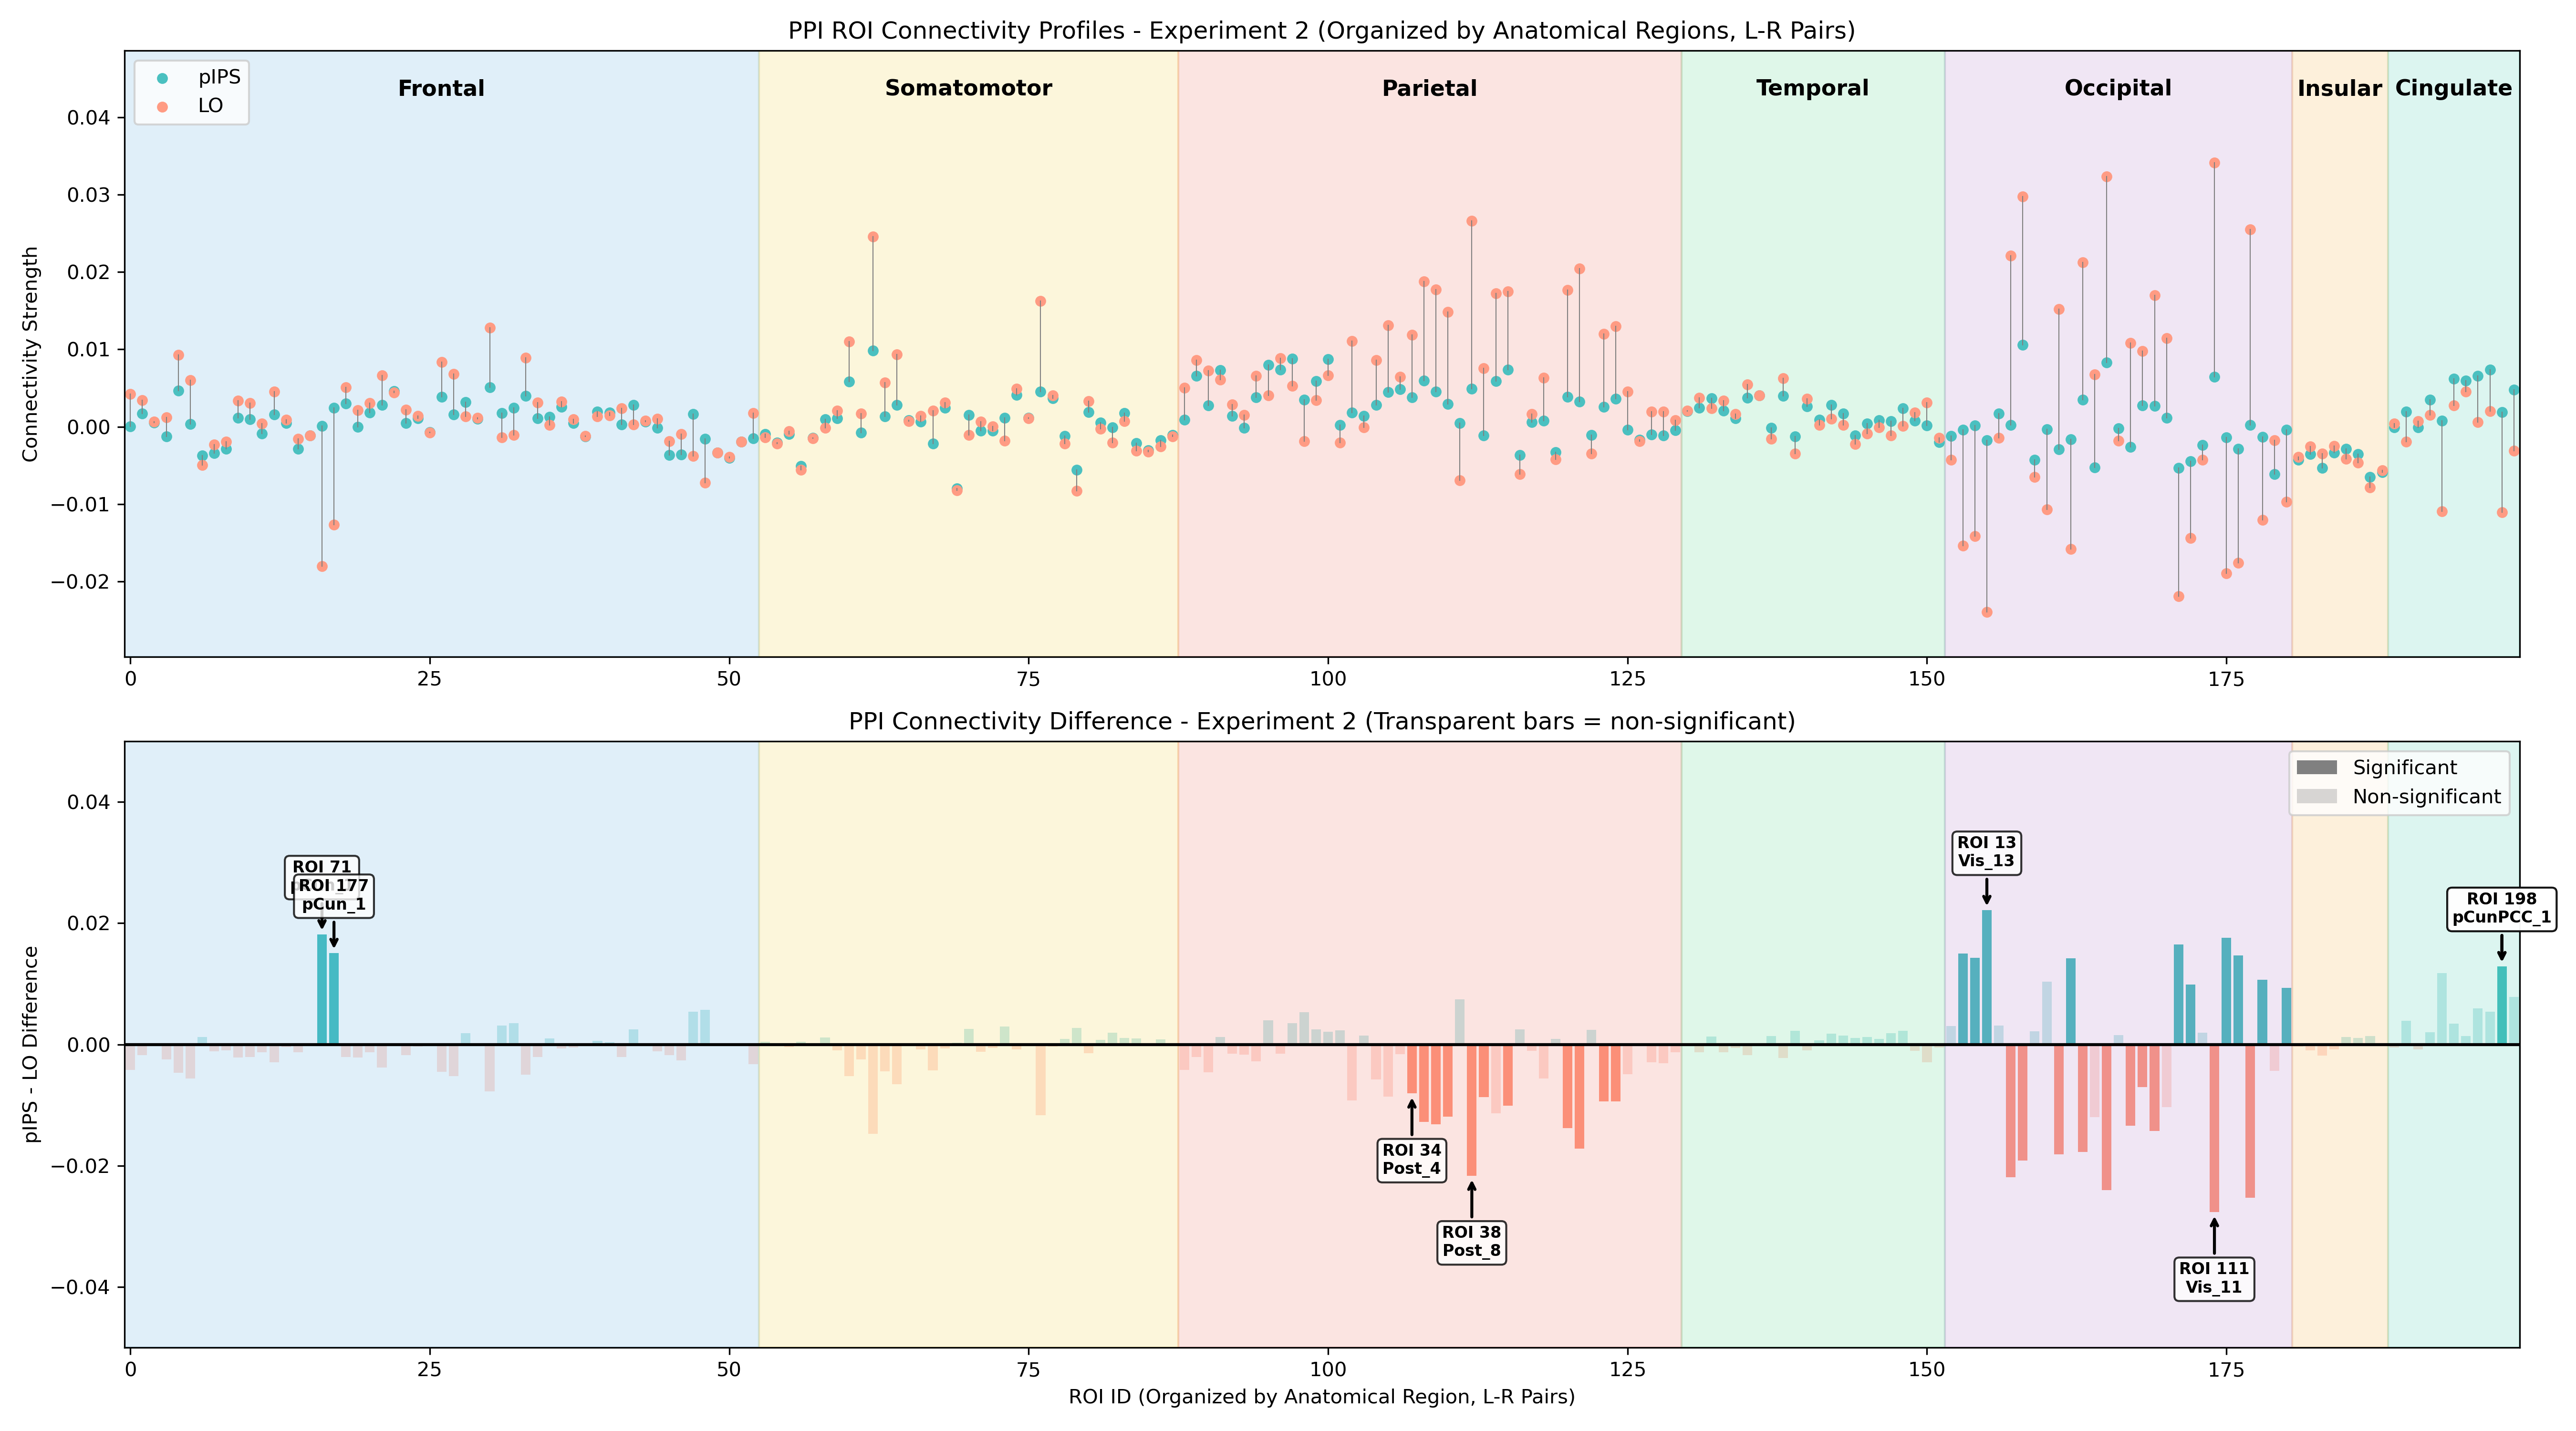 PPI ROI Connectivity Profiles - Experiment 2 (Organized by Anatomical Regions, L-R Pairs)
pIPS
LO
Frontal
Somatomotor
Parietal
Temporal
Occipital
Insular
Cingulate
Connectivity Strength
0.04
0.03
0.02
0.01
0.00
−0.01
−0.02
0
25
50
75
100
125
150
175
PPI Connectivity Difference - Experiment 2 (Transparent bars = non-significant)
Significant
Non-significant
pIPS - LO Difference
0.04
0.02
0.00
−0.02
−0.04
ROI 71
ROI 177
pCun_1
ROI 34
Post_4
ROI 38
Post_8
ROI 13
Vis_13
ROI 111
Vis_11
ROI 198
pCunPCC_1
0
25
50
75
100
125
150
175
ROI ID (Organized by Anatomical Region, L-R Pairs)